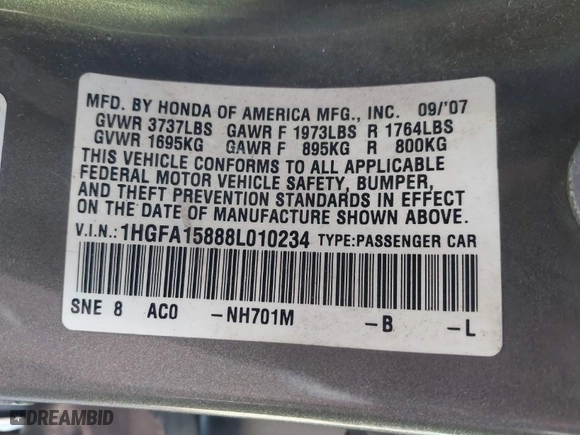 MFD. BY HONDA OF AMERICA MFG., INC. 09/'07
GVWR 3737LBS GAWR F 1973LBS R 1764LBS
GVWR 1695KG GAWR F 895KG R 800KG
THIS VEHICLE CONFORMS TO ALL APPLICABLE
FEDERAL MOTOR VEHICLE SAFETY, BUMPER,
AND THEFT PREVENTION STANDARDS IN EFFECT
ON THE DATE OF MANUFACTURE SHOWN ABOVE.
V.I.N.: 1HGFA15888L010234 TYPE:PASSENGER CAR
SNE 8 AC0 -NH701M -B -L
DREAMBID